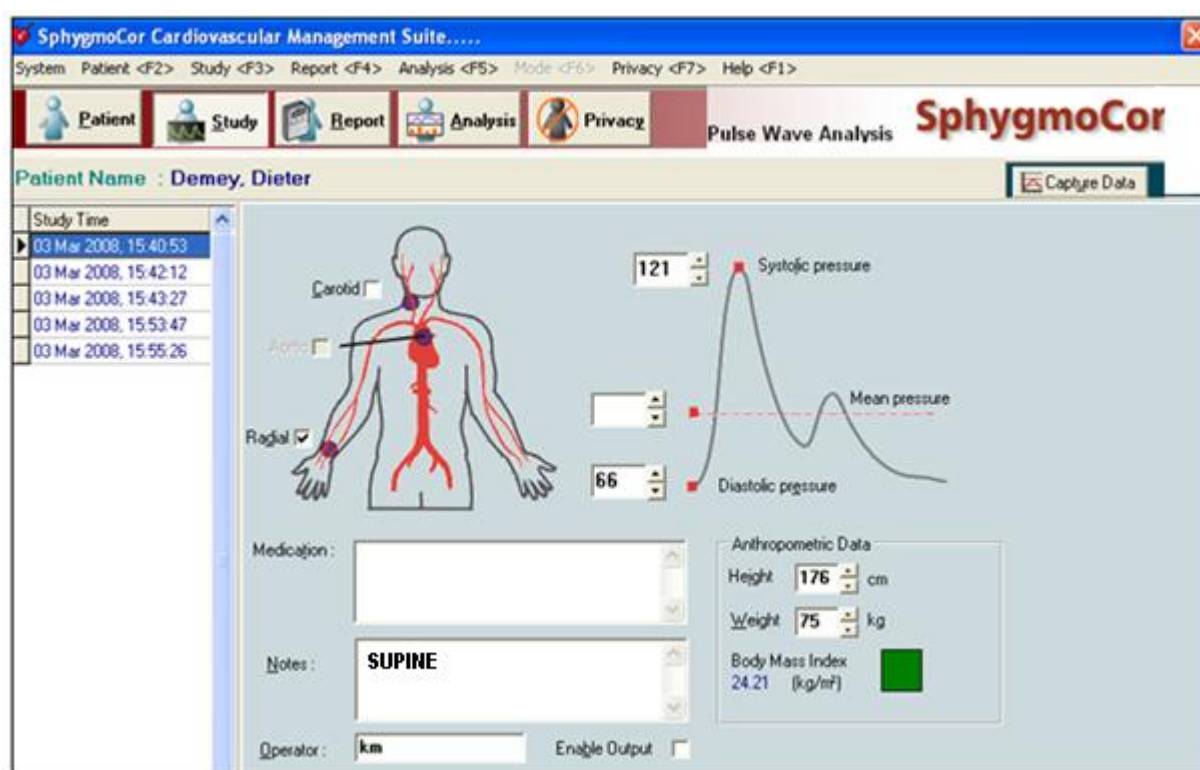 SphygmoCor Cardiovascular Management Suite.....
System Patient <F2> Study <F3> Report <F4> Analysis <F5> Mode <F6> Privacy <F7> Help <F1>
Patient Study Report Analysis Privacy Pulse Wave Analysis SphygmoCor
Patient Name : Demey, Dieter
Capture Data
Study Time
03 Mar 2008, 15:40:53
03 Mar 2008, 15:42:12
03 Mar 2008, 15:43:27
03 Mar 2008, 15:53:47
03 Mar 2008, 15:55:26
Carotid
Aortic
Radial
121 Systolic pressure
Mean pressure
66 Diastolic pressure
Medication :
Notes : SUPINE
Operator : km
Enable Output
Anthropometric Data
Height 176 cm
Weight 75 kg
Body Mass Index
24.21 (kg/m²)